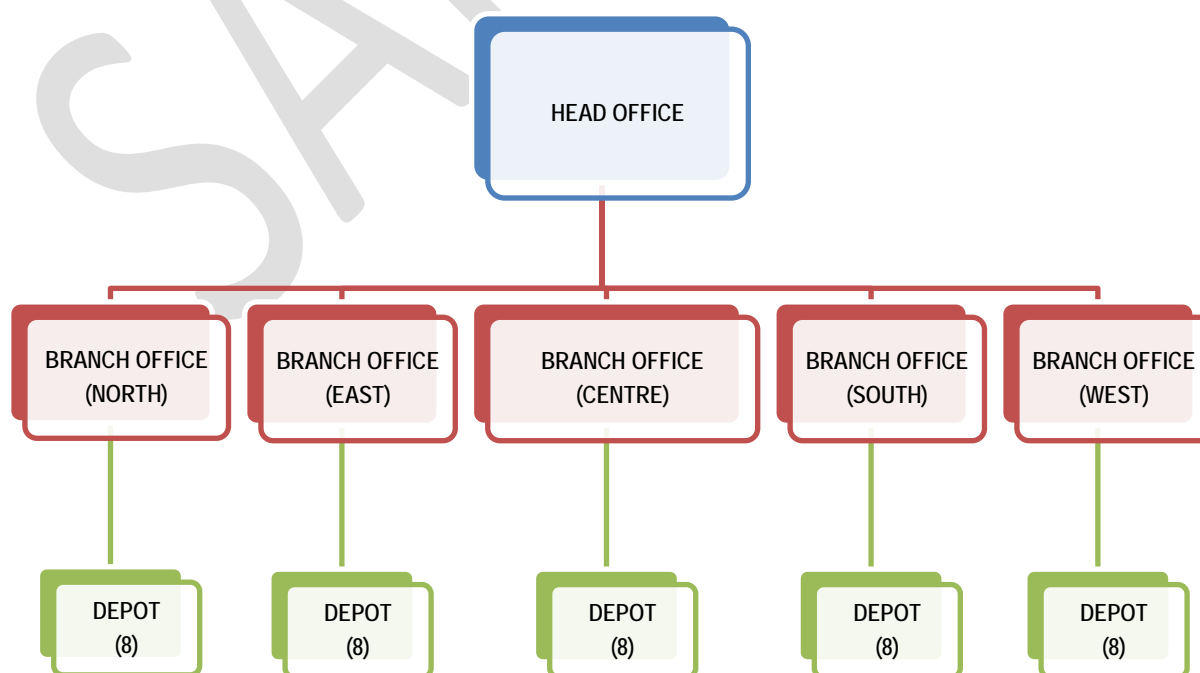 HEAD OFFICE
BRANCH OFFICE
(NORTH)
BRANCH OFFICE
(EAST)
BRANCH OFFICE
(CENTRE)
BRANCH OFFICE
(SOUTH)
BRANCH OFFICE
(WEST)
DEPOT
(8)
DEPOT
(8)
DEPOT
(8)
DEPOT
(8)
DEPOT
(8)